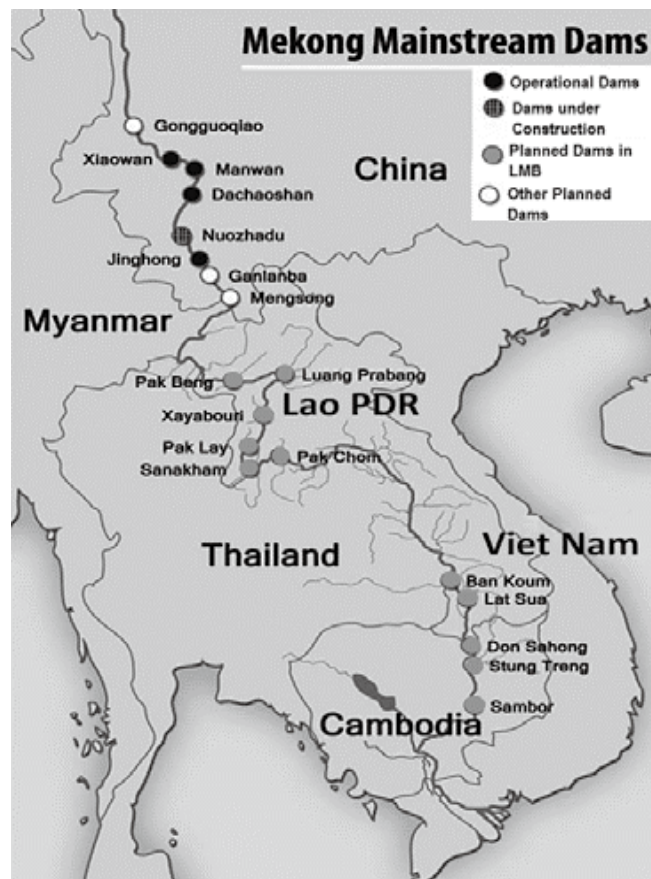 Mekong Mainstream Dams
Operational Dams
Dams under
Construction
Planned Dams in
LMB
Other Planned
Dams
Gongguoqiao
Xiaowan
Manwan
China
Dachaoshan
Nuozhadu
Jinghong
Ganlanba
Mengsong
Myanmar
Pak Beng
Luang Prabang
Xayabouri
Lao PDR
Pak Lay
Pak Chom
Sanakham
Thailand
Viet Nam
Ban Koum
Lat Sua
Don Sahong
Stung Treng
Sambor
Cambodia